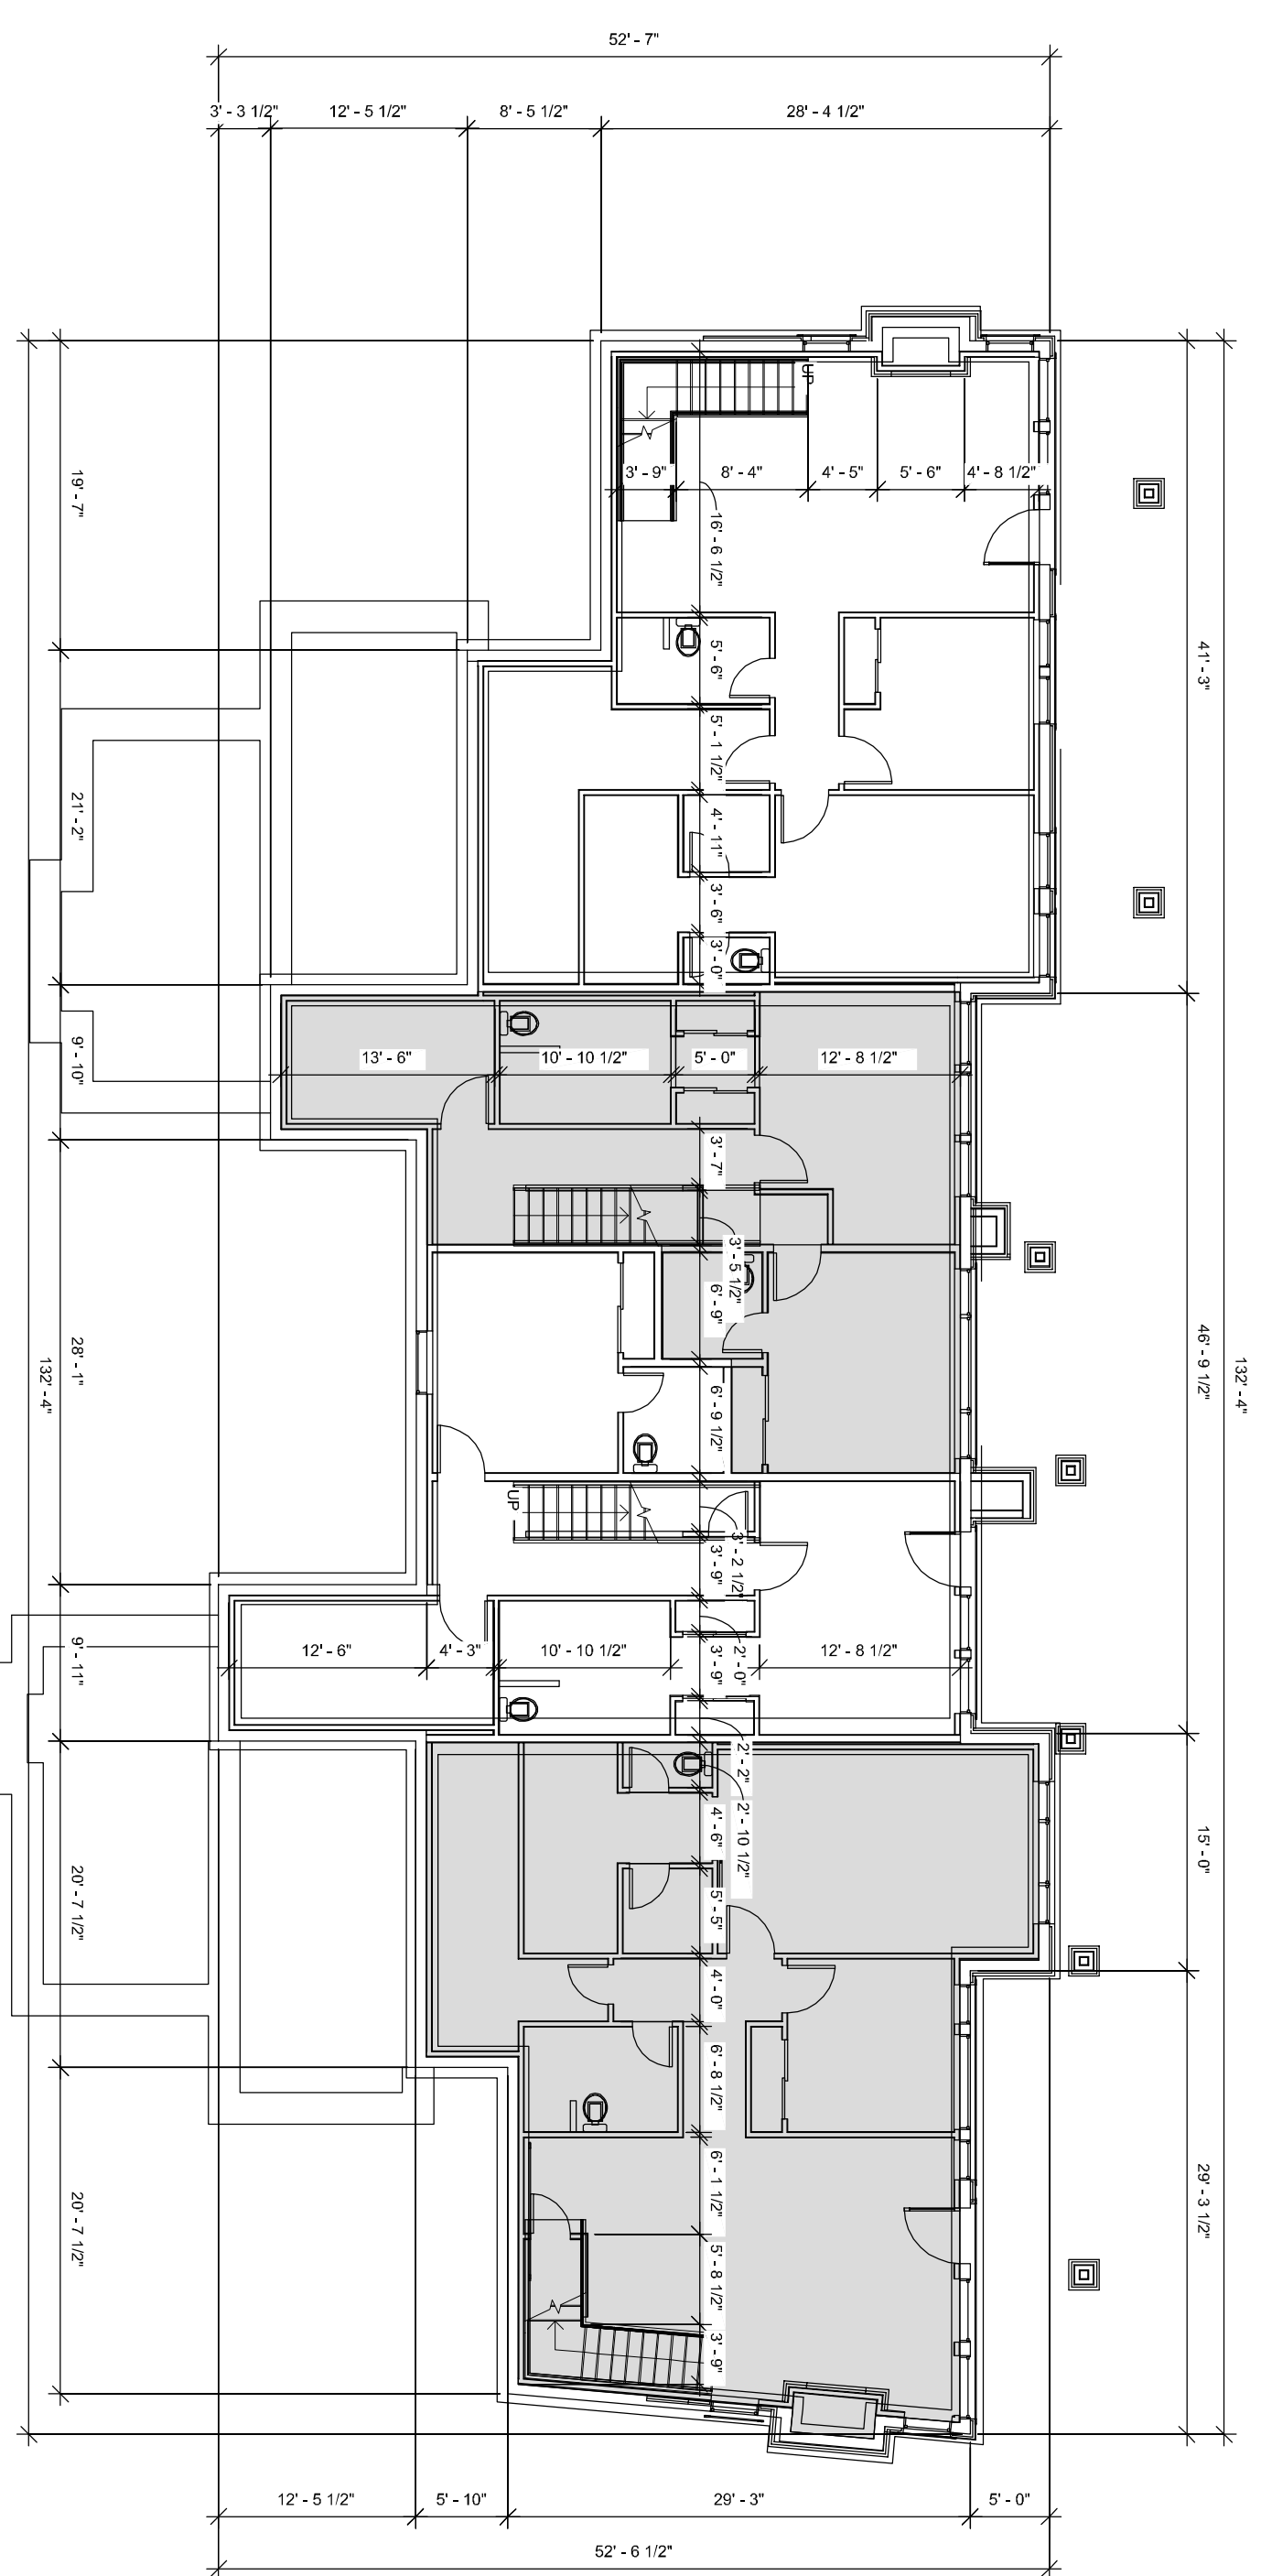 52' - 7"
3' - 3 1/2"
12' - 5 1/2"
8' - 5 1/2"
28' - 4 1/2"
UP
3' - 9"
8' - 4"
4' - 5"
5' - 6"
4' - 8 1/2"
19' - 7"
16' - 6 1/2"
5' - 6"
41' - 3"
5' - 1 1/2"
21' - 2"
4' - 11"
3' - 6"
3' - 0"
9' - 10"
13' - 6"
10' - 10 1/2"
5' - 0"
12' - 8 1/2"
3' - 7"
3' - 5 1/2"
6' - 9"
28' - 1"
132' - 4"
46' - 9 1/2"
132' - 4"
6' - 9 1/2"
UP
3' - 2 1/2"
3' - 9"
9' - 11"
12' - 6"
4' - 3"
10' - 10 1/2"
3' - 9"
2' - 0"
12' - 8 1/2"
2' - 2"
2' - 10 1/2"
4' - 6"
15' - 0"
20' - 7 1/2"
5' - 5"
4' - 0"
6' - 8 1/2"
6' - 1 1/2"
29' - 3 1/2"
20' - 7 1/2"
5' - 8 1/2"
3' - 9"
12' - 5 1/2"
5' - 10"
29' - 3"
5' - 0"
52' - 6 1/2"